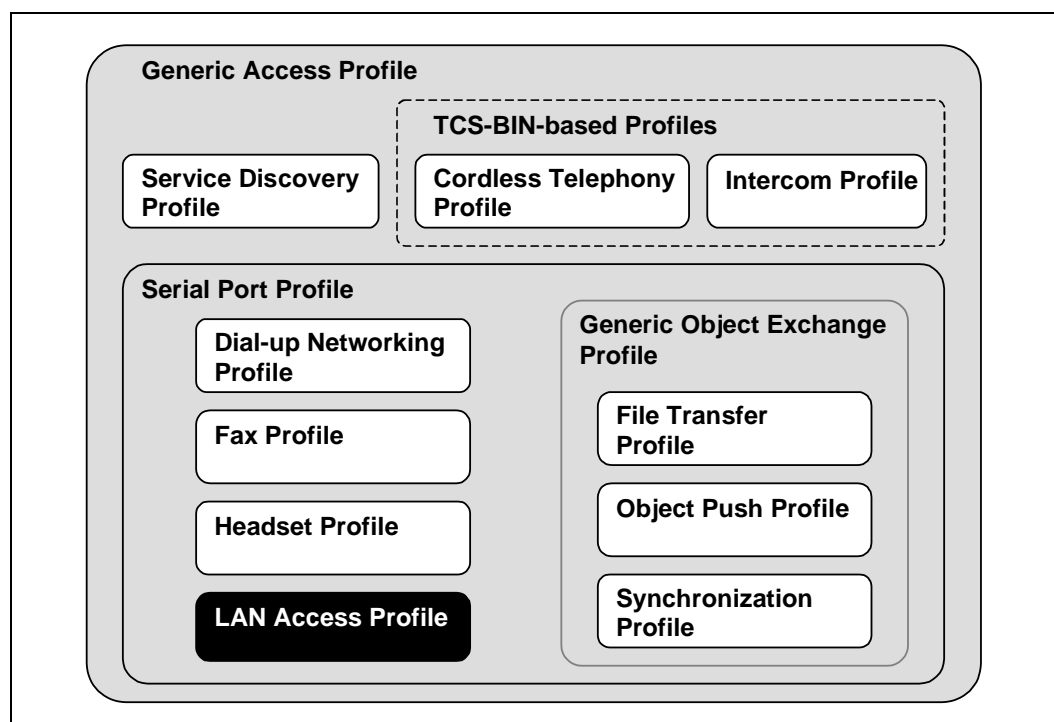 Generic Access Profile
TCS-BIN-based Profiles
Service Discovery
Profile
Cordless Telephony
Profile
Intercom Profile
Serial Port Profile
Dial-up Networking
Profile
Fax Profile
Headset Profile
LAN Access Profile
Generic Object Exchange
Profile
File Transfer
Profile
Object Push Profile
Synchronization
Profile